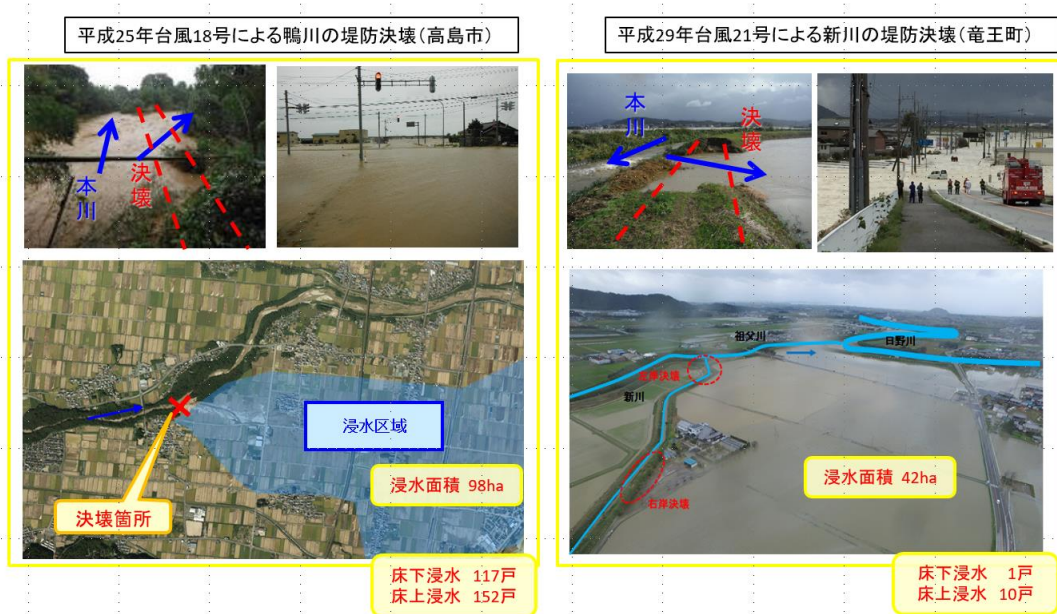 平成25年台風18号による鴨川の堤防決壊(高島市)
本川
決壊
浸水区域
浸水面積 98ha
決壊箇所
床下浸水 117戸
床上浸水 152戸
平成29年台風21号による新川の堤防決壊(竜王町)
本川
決壊
祖父川
日野川
左岸決壊
新川
浸水面積 42ha
右岸決壊
床下浸水 1戸
床上浸水 10戸